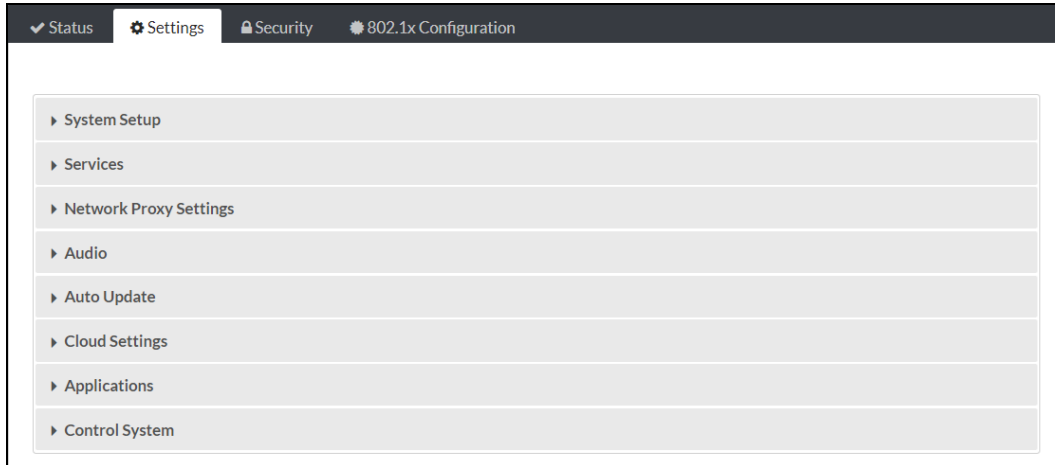 Status Settings Security 802.1x Configuration
System Setup
Services
Network Proxy Settings
Audio
Auto Update
Cloud Settings
Applications
Control System